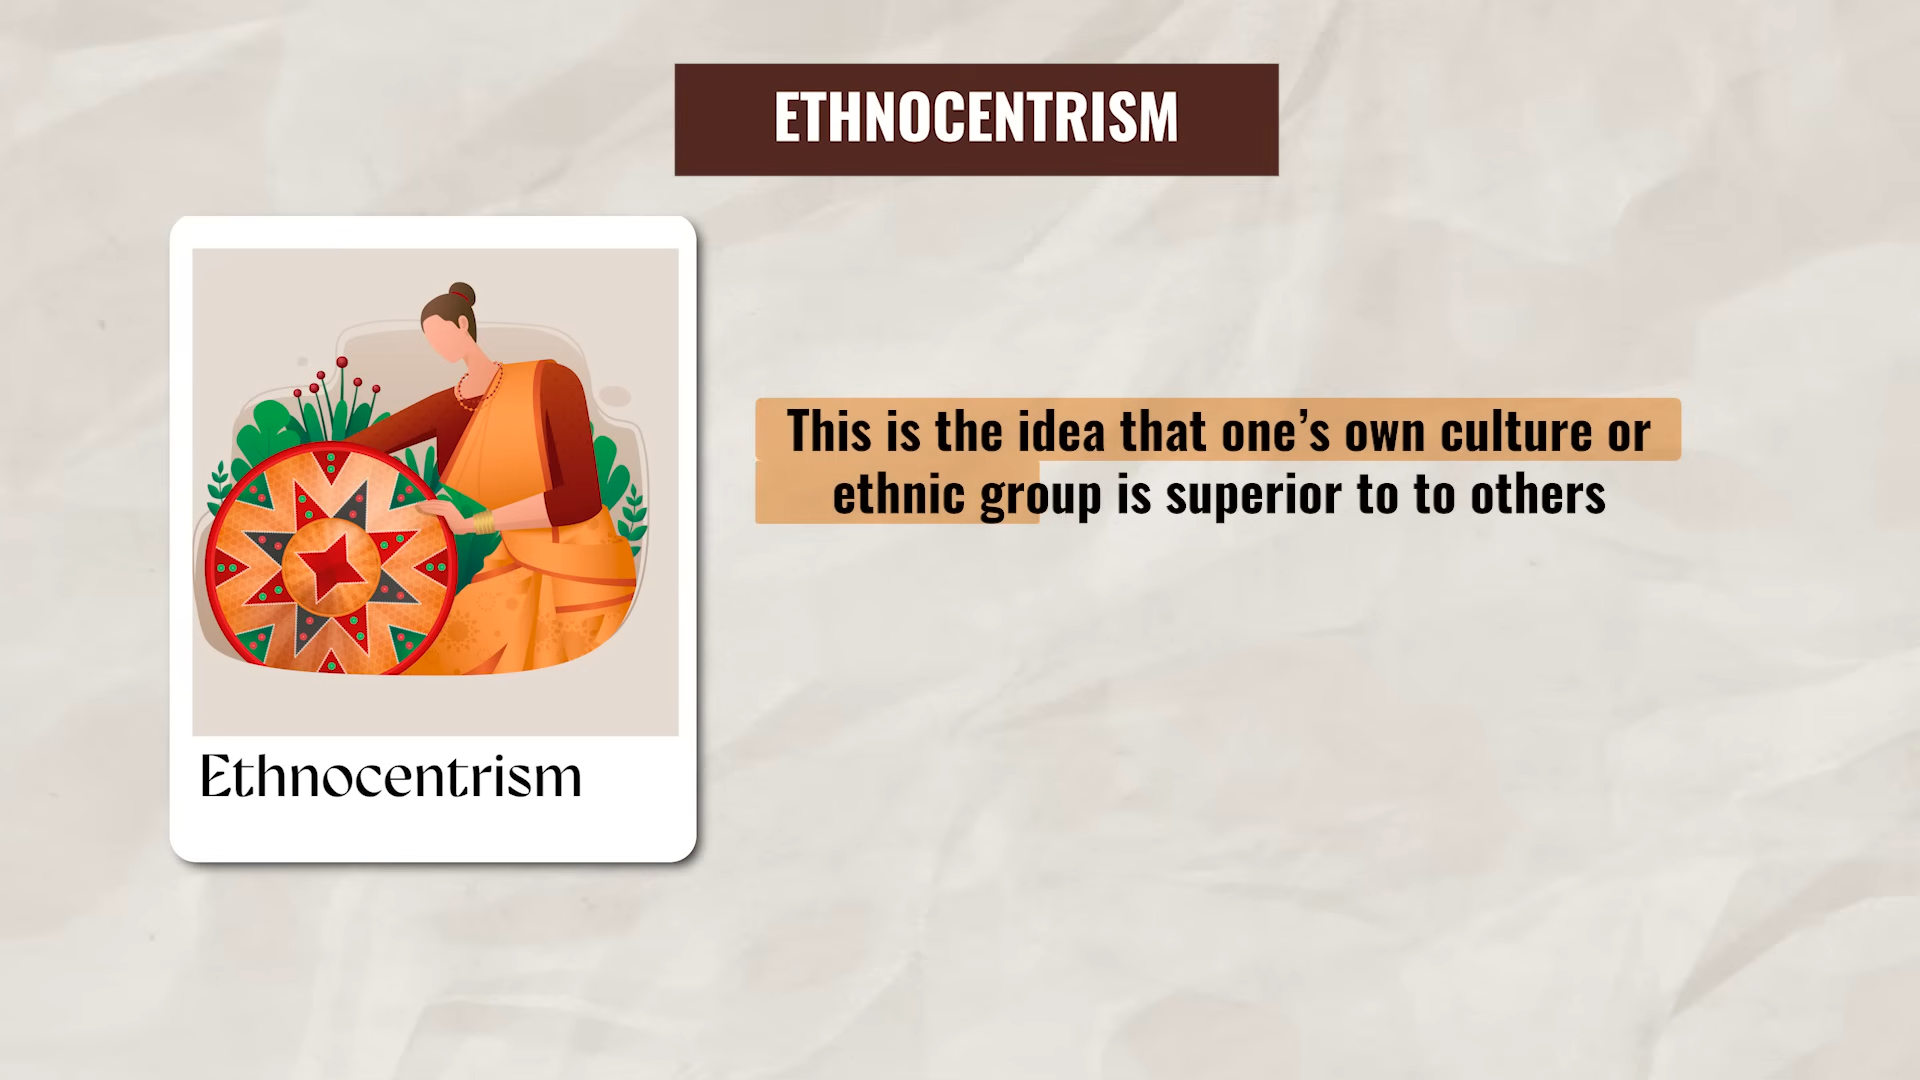 ETHNOCENTRISM
This is the idea that one’s own culture or
ethnic group is superior to to others
Ethnocentrism